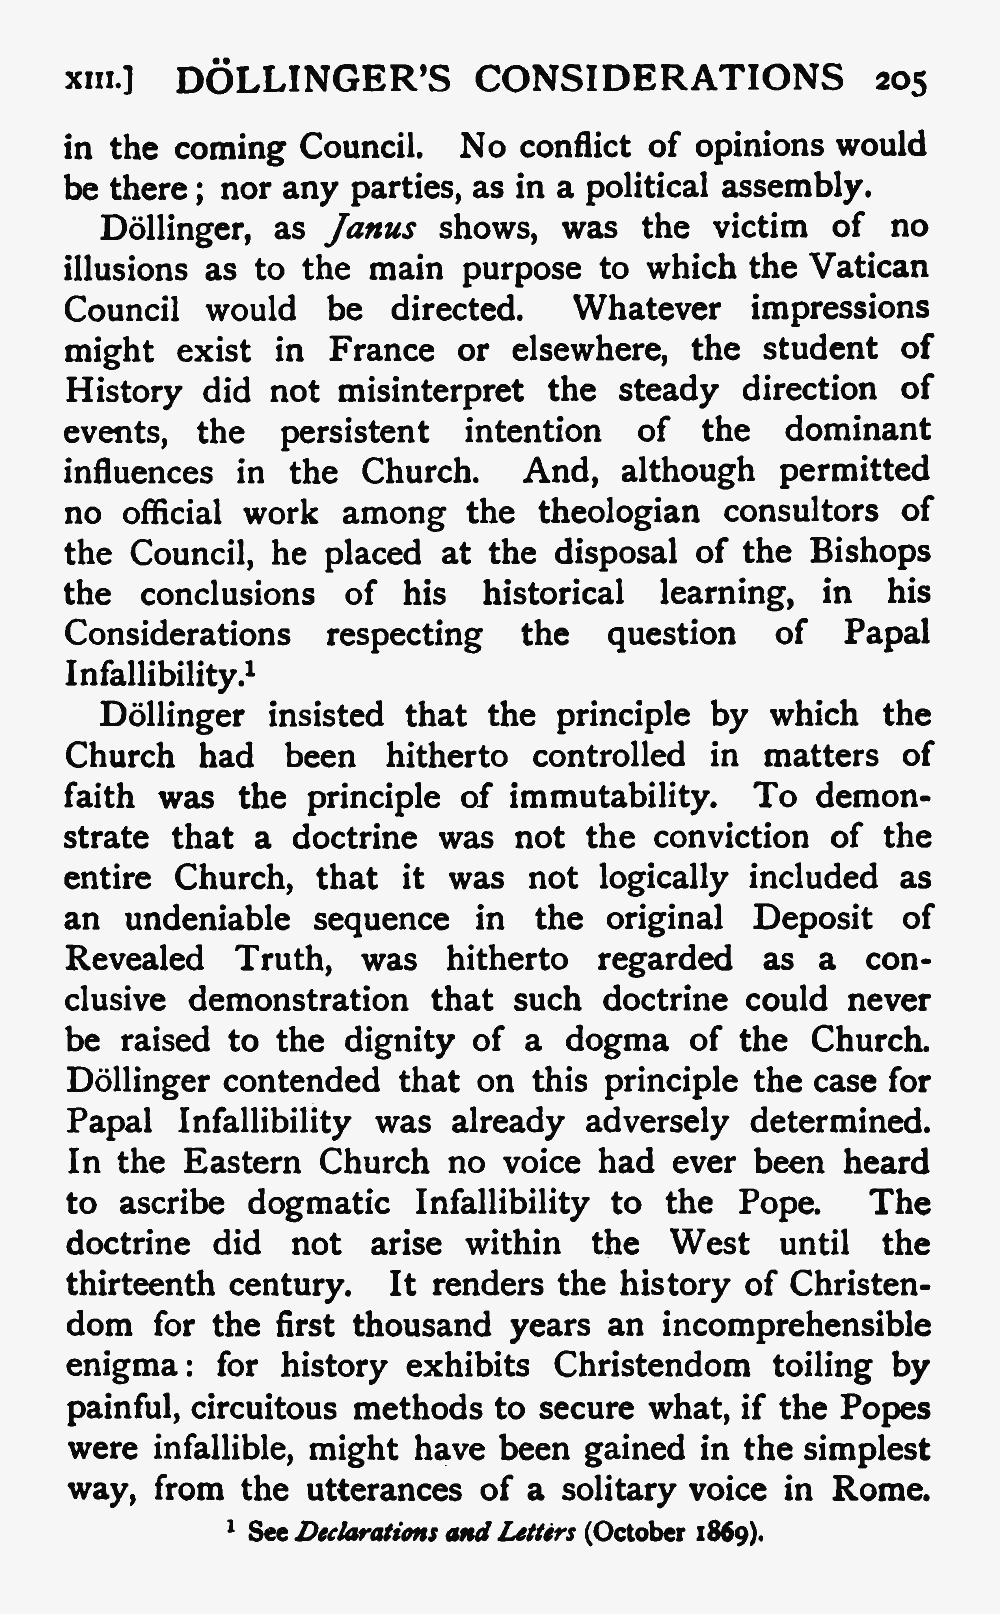 XIII.] DÖLLINGER'S CONSIDERATIONS 205
in the coming Council. No conflict of opinions would
be there; nor any parties, as in a political assembly.
Döllinger, as Janus shows, was the victim of no
illusions as to the main purpose to which the Vatican
Council would be directed. Whatever impressions
might exist in France or elsewhere, the student of
History did not misinterpret the steady direction of
events, the persistent intention of the dominant
influences in the Church. And, although permitted
no official work among the theologian consultors of
the Council, he placed at the disposal of the Bishops
the conclusions of his historical learning, in his
Considerations respecting the question of Papal
Infallibility.¹
Döllinger insisted that the principle by which the
Church had been hitherto controlled in matters of
faith was the principle of immutability. To demon-
strate that a doctrine was not the conviction of the
entire Church, that it was not logically included as
an undeniable sequence in the original Deposit of
Revealed Truth, was hitherto regarded as a con-
clusive demonstration that such doctrine could never
be raised to the dignity of a dogma of the Church.
Döllinger contended that on this principle the case for
Papal Infallibility was already adversely determined.
In the Eastern Church no voice had ever been heard
to ascribe dogmatic Infallibility to the Pope. The
doctrine did not arise within the West until the
thirteenth century. It renders the history of Christen-
dom for the first thousand years an incomprehensible
enigma: for history exhibits Christendom toiling by
painful, circuitous methods to secure what, if the Popes
were infallible, might have been gained in the simplest
way, from the utterances of a solitary voice in Rome.
¹ See Declarations and Letters (October 1869).